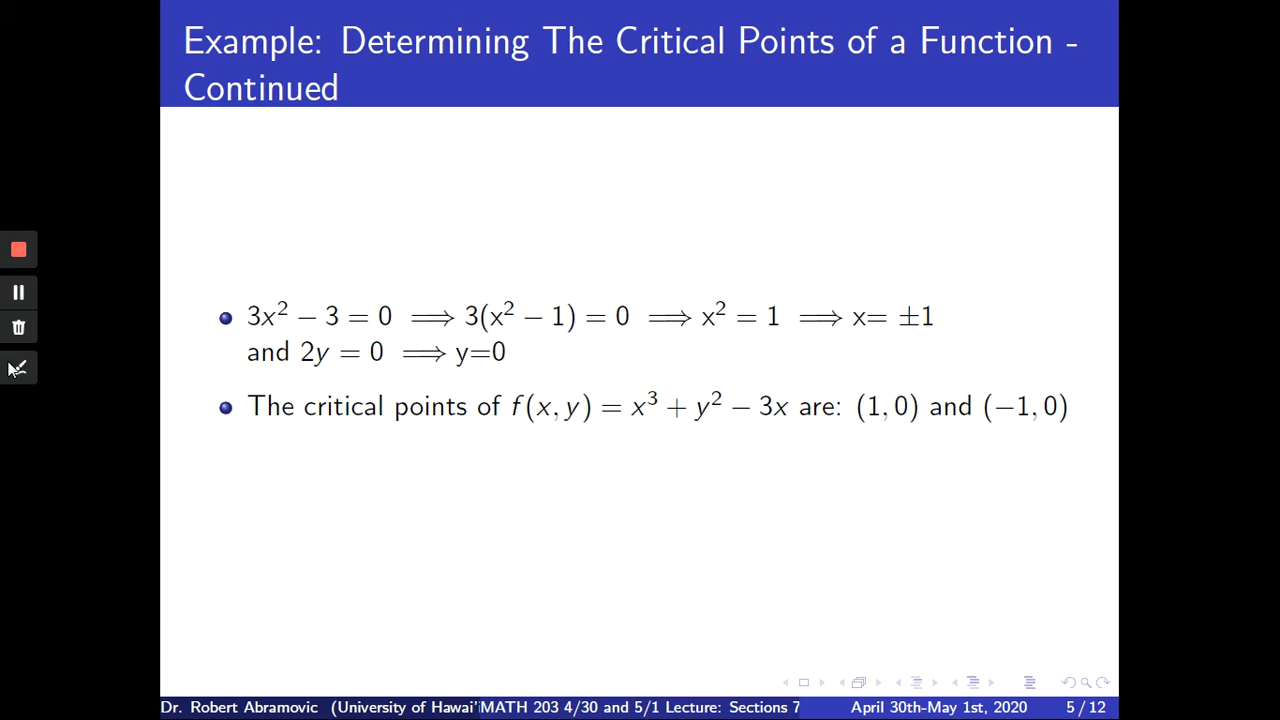 Example: Determining The Critical Points of a Function -
Continued
3x² − 3 = 0 ⟹ 3(x² − 1) = 0 ⟹ x² = 1 ⟹ x= ±1
and 2y = 0 ⟹ y=0
The critical points of f(x, y) = x³ + y² − 3x are: (1, 0) and (−1, 0)
Dr. Robert Abramovic (University of Hawai' MATH 203 4/30 and 5/1 Lecture: Sections 7 April 30th-May 1st, 2020 5 / 12